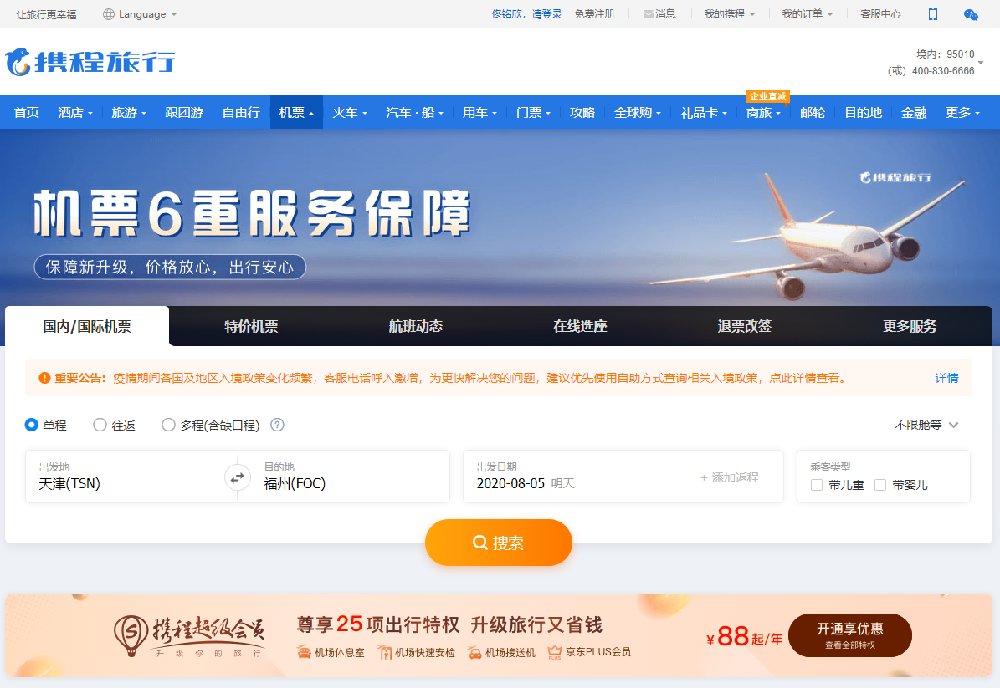 让旅行更幸福 Language 佟铭欣，请登录 免费注册 消息 我的携程 我的订单 客服中心
携程旅行
境内：95010
(或) 400-830-6666
企业直减
首页 酒店 旅游 跟团游 自由行 机票 火车 汽车·船 用车 门票 攻略 全球购 礼品卡 商旅 邮轮 目的地 金融 更多
携程旅行
机票6重服务保障
保障新升级，价格放心，出行安心
国内/国际机票 特价机票 航班动态 在线选座 退票改签 更多服务
重要公告：疫情期间各国及地区入境政策变化频繁，客服电话呼入激增，为更快解决您的问题，建议优先使用自助方式查询相关入境政策，点此详情查看。 详情
单程 往返 多程(含缺口程) ? 不限舱等
出发地 目的地 出发日期 乘客类型
天津(TSN) 福州(FOC) 2020-08-05 明天 + 添加返程 带儿童 带婴儿
搜索
携程超级会员
升级你的旅行
尊享25项出行特权 升级旅行又省钱
机场休息室 机场快速安检 机场接送机 PLUS 京东PLUS会员
¥88起/年
开通享优惠
查看全部特权